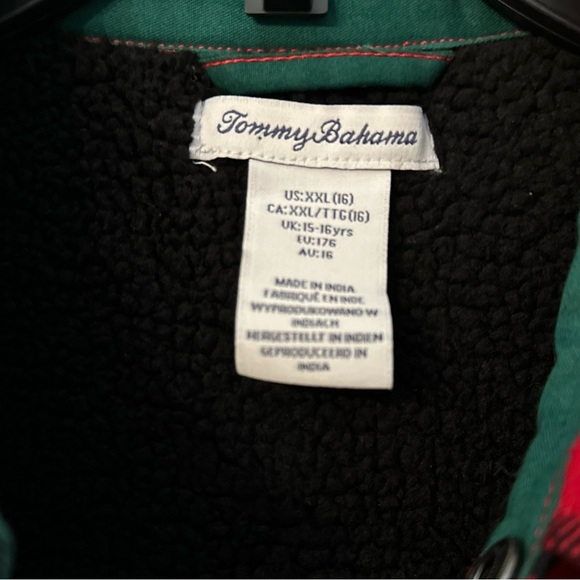 Tommy Bahama
US:XXL(16)
CA:XXL/TTG(16)
UK:15-16yrs
EU:176
AU:16
MADE IN INDIA
FABRIQUÉ EN INDE
WYPRODUKOWANO W
INDIACH
HERGESTELLT IN INDIEN
GEPRODUCEERD IN
INDIA